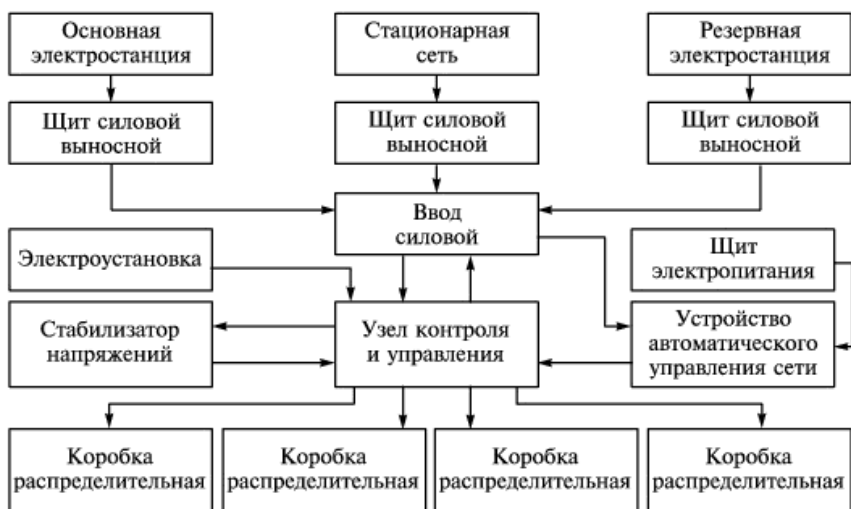 Основная
электростанция
Стационарная
сеть
Резервная
электростанция
Щит силовой
выносной
Щит силовой
выносной
Щит силовой
выносной
Ввод
силовой
Электроустановка
Щит
электропитания
Стабилизатор
напряжений
Узел контроля
и управления
Устройство
автоматического
управления сети
Коробка
распределительная
Коробка
распределительная
Коробка
распределительная
Коробка
распределительная